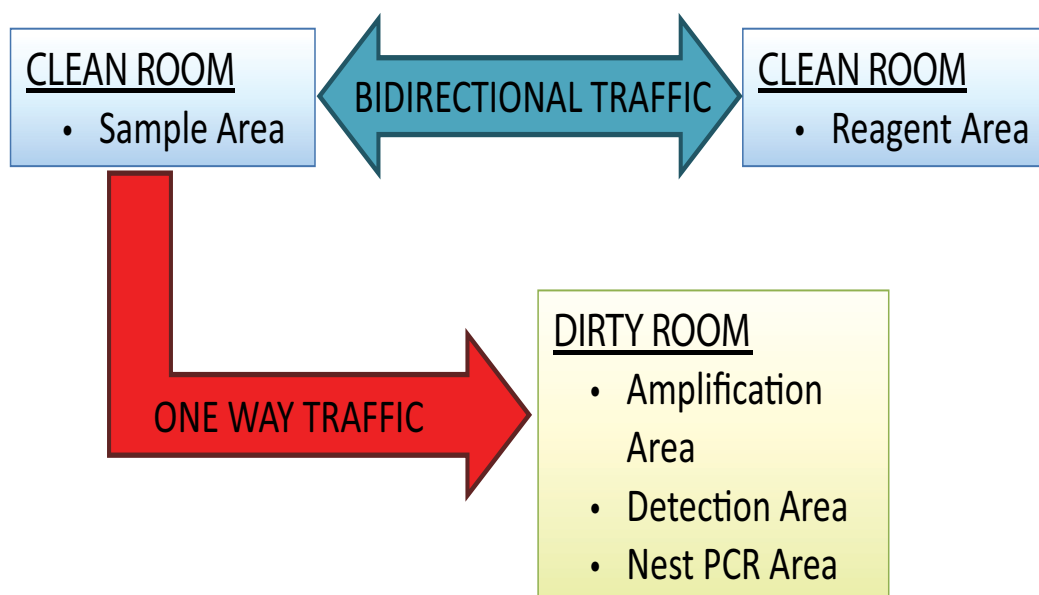 CLEAN ROOM
• Sample Area
BIDIRECTIONAL TRAFFIC
CLEAN ROOM
• Reagent Area
ONE WAY TRAFFIC
DIRTY ROOM
• Amplification
Area
• Detection Area
• Nest PCR Area